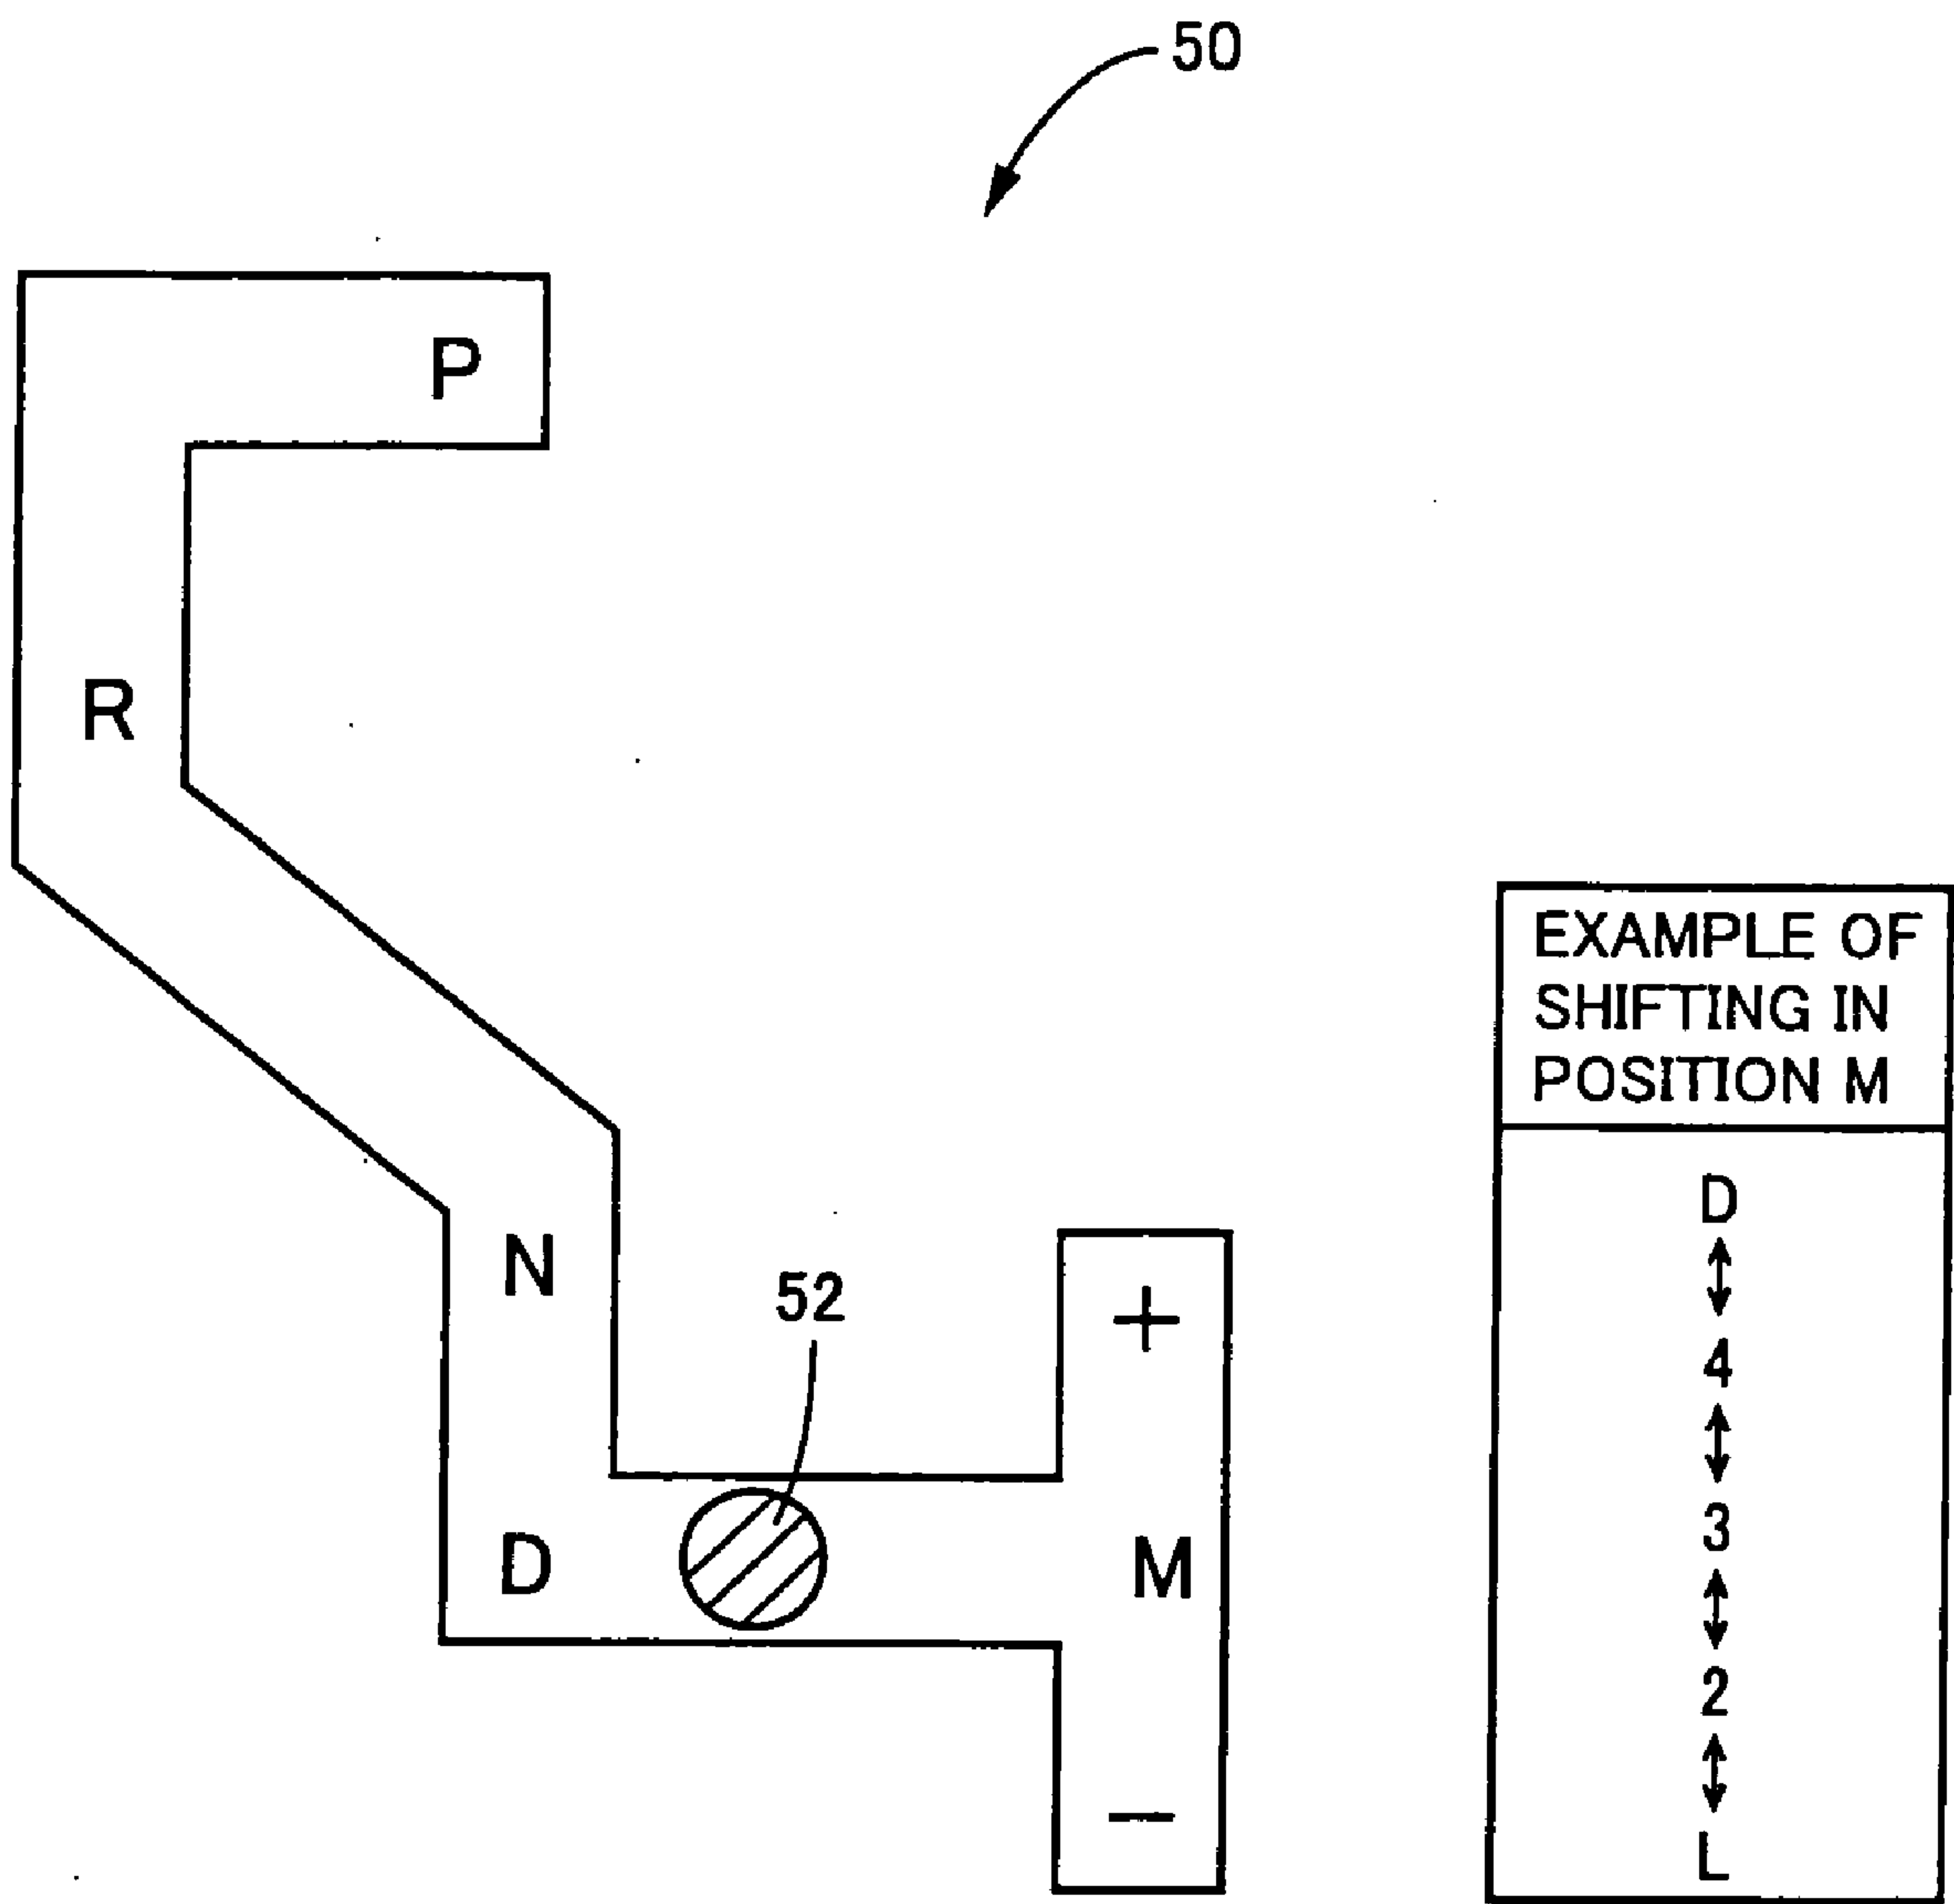 50
P
R
N
52
+
D
M
−
EXAMPLE OF
SHIFTING IN
POSITION M
D
4
3
2
L